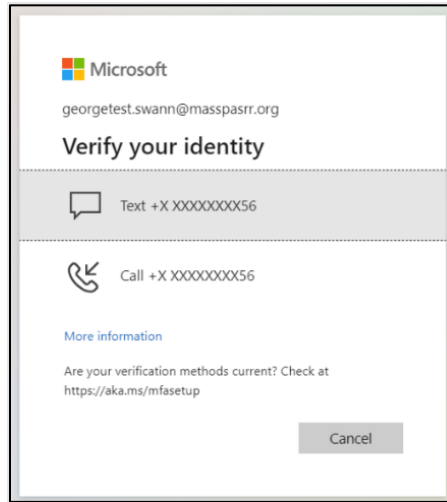 Microsoft
georgetest.swann@masspasrr.org
Verify your identity
Text +X XXXXXXXX56
Call +X XXXXXXXX56
More information
Are your verification methods current? Check at
https://aka.ms/mfasetup
Cancel